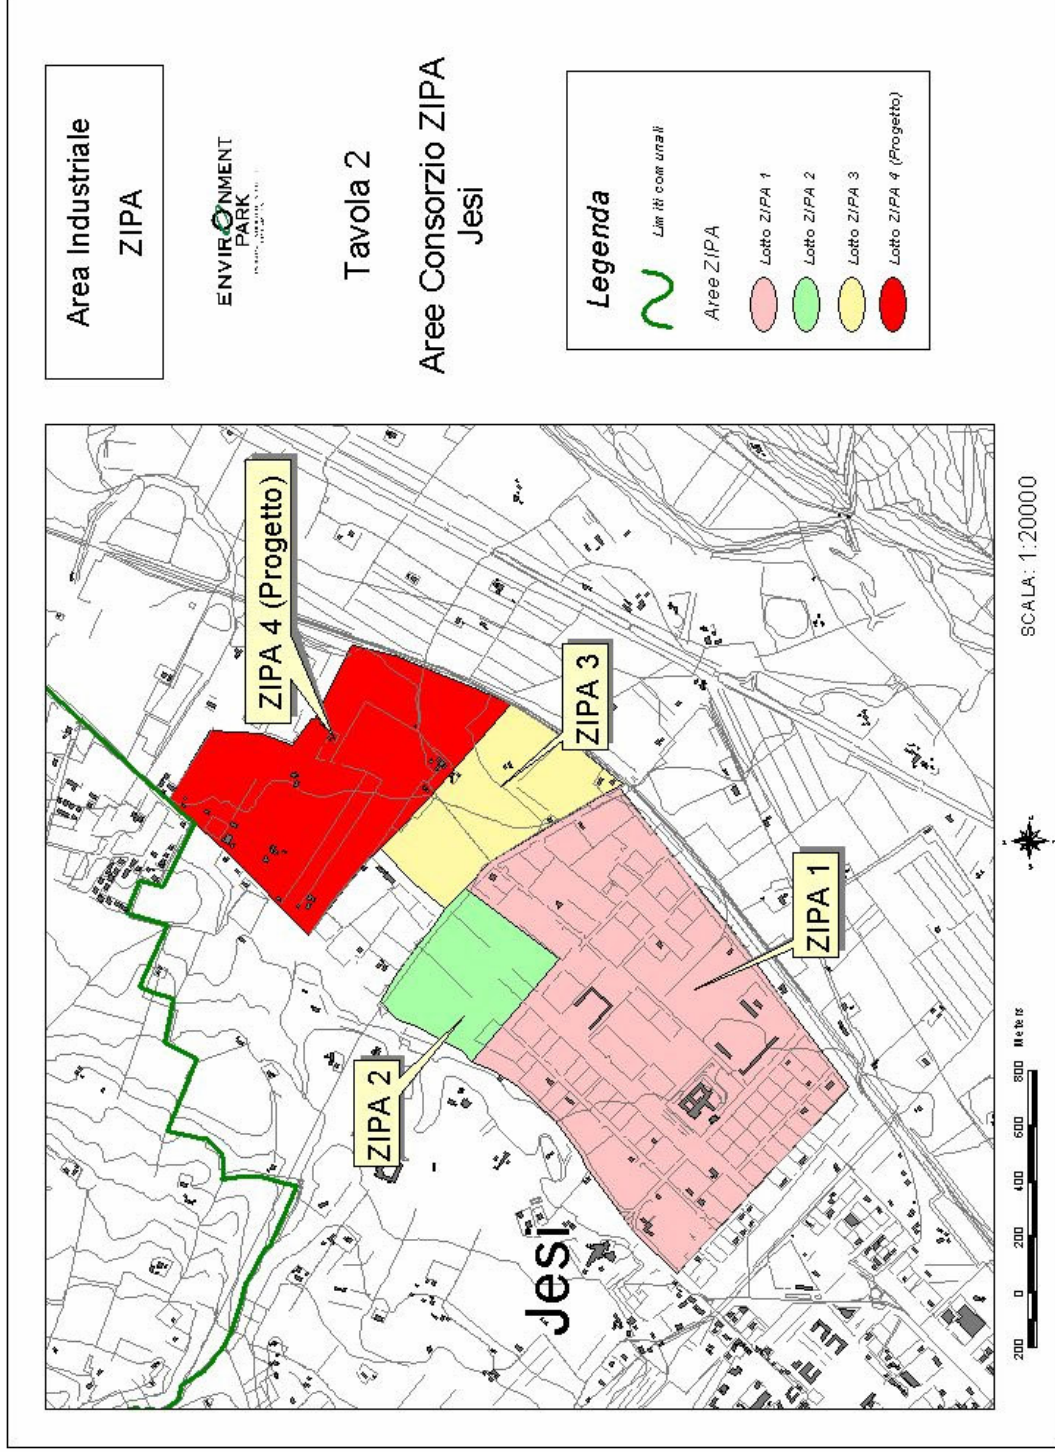 Area Industriale
ZIPA
ENVIRONMENT
PARK
Tavola 2
Aree Consorzio ZIPA
Jesi
Legenda
Limiti comunali
Aree ZIPA
Lotto ZIPA 1
Lotto ZIPA 2
Lotto ZIPA 3
Lotto ZIPA 4 (Progetto)
ZIPA 4 (Progetto)
ZIPA 3
ZIPA 2
ZIPA 1
Jesi
200 0 200 400 600 800 Meters
SCALA: 1:20000